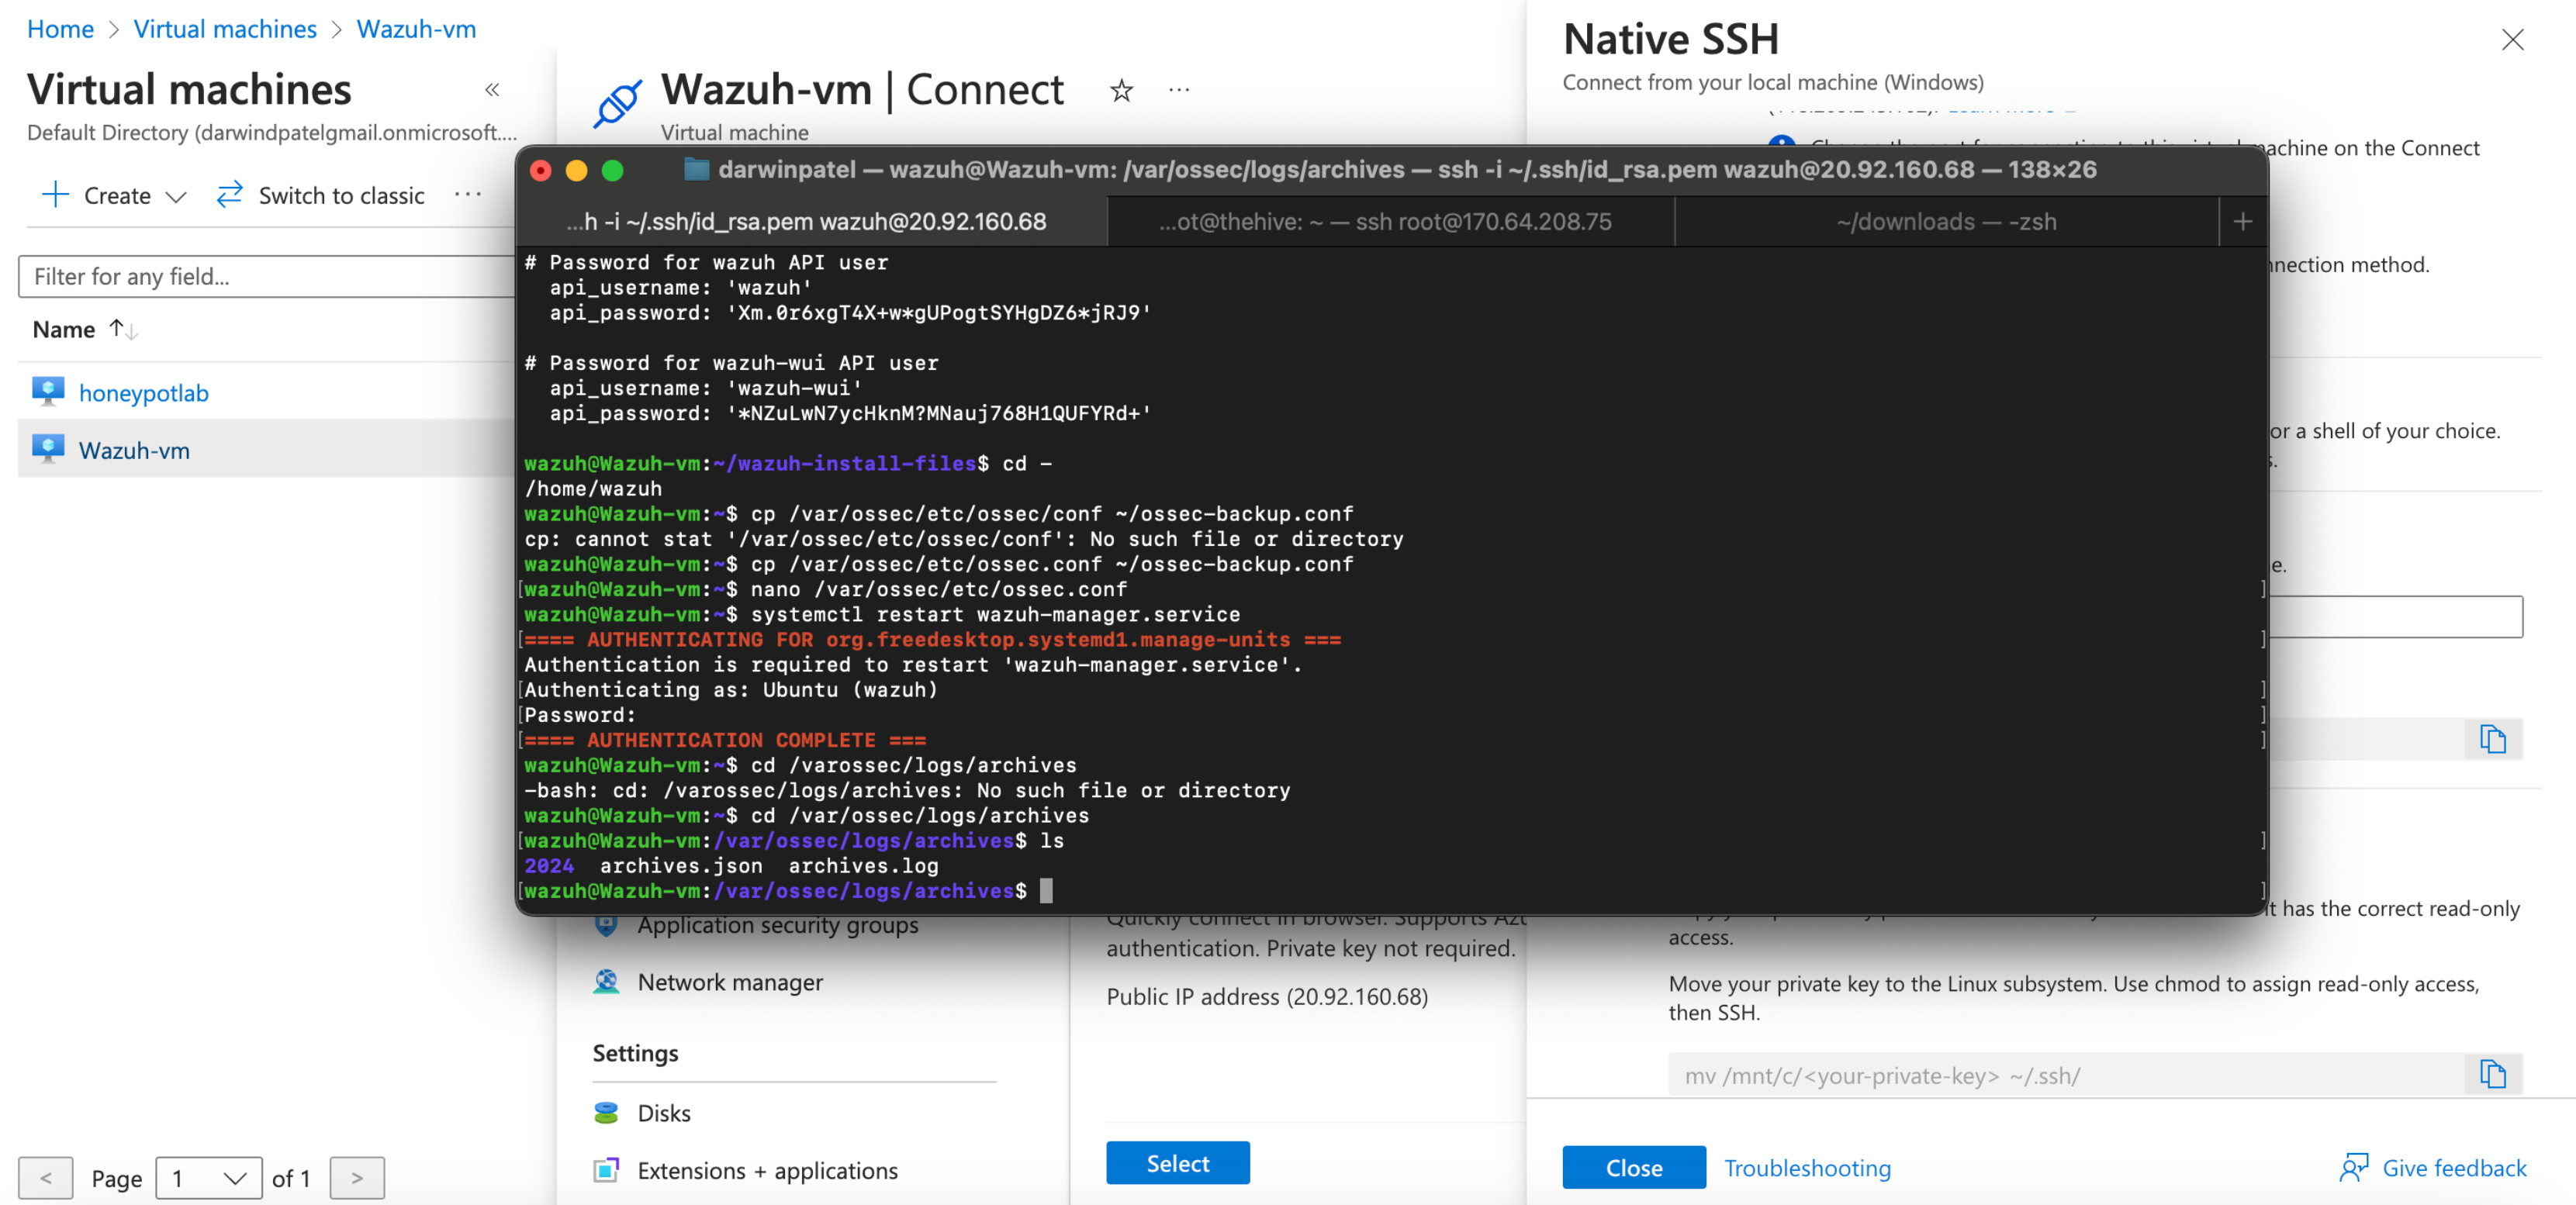 Home > Virtual machines > Wazuh-vm
Virtual machines
Default Directory (darwindpatelgmail.onmicrosoft....
Create
Switch to classic
Filter for any field...
Name
honeypotlab
Wazuh-vm
< Page 1 of 1 >
Wazuh-vm | Connect
Virtual machine
darwinpatel — wazuh@Wazuh-vm: /var/ossec/logs/archives — ssh -i ~/.ssh/id_rsa.pem wazuh@20.92.160.68 — 138×26
...h -i ~/.ssh/id_rsa.pem wazuh@20.92.160.68
...ot@thehive: ~ — ssh root@170.64.208.75
~/downloads — -zsh
+
# Password for wazuh API user
api_username: 'wazuh'
api_password: 'Xm.0r6xgT4X+w*gUPogtSYHgDZ6*jRJ9'
# Password for wazuh-wui API user
api_username: 'wazuh-wui'
api_password: '*NZuLwN7ycHknM?MNauj768H1QUFYRd+'
wazuh@Wazuh-vm:~/wazuh-install-files$ cd -
/home/wazuh
wazuh@Wazuh-vm:~$ cp /var/ossec/etc/ossec/conf ~/ossec-backup.conf
cp: cannot stat '/var/ossec/etc/ossec/conf': No such file or directory
wazuh@Wazuh-vm:~$ cp /var/ossec/etc/ossec.conf ~/ossec-backup.conf
[wazuh@Wazuh-vm:~$ nano /var/ossec/etc/ossec.conf ]
wazuh@Wazuh-vm:~$ systemctl restart wazuh-manager.service
[==== AUTHENTICATING FOR org.freedesktop.systemd1.manage-units === ]
Authentication is required to restart 'wazuh-manager.service'.
[Authenticating as: Ubuntu (wazuh) ]
[Password: ]
[==== AUTHENTICATION COMPLETE === ]
wazuh@Wazuh-vm:~$ cd /varossec/logs/archives
-bash: cd: /varossec/logs/archives: No such file or directory
wazuh@Wazuh-vm:~$ cd /var/ossec/logs/archives
[wazuh@Wazuh-vm:/var/ossec/logs/archives$ ls ]
2024 archives.json archives.log
[wazuh@Wazuh-vm:/var/ossec/logs/archives$ ]
Application security groups
Network manager
Settings
Disks
Extensions + applications
Quickly connect in browser. Supports Az
authentication. Private key not required.
Public IP address (20.92.160.68)
Select
Native SSH
Connect from your local machine (Windows)
machine on the Connect
nnection method.
or a shell of your choice.
s.
e.
it has the correct read-only
access.
Move your private key to the Linux subsystem. Use chmod to assign read-only access,
then SSH.
mv /mnt/c/<your-private-key> ~/.ssh/
Close
Troubleshooting
Give feedback